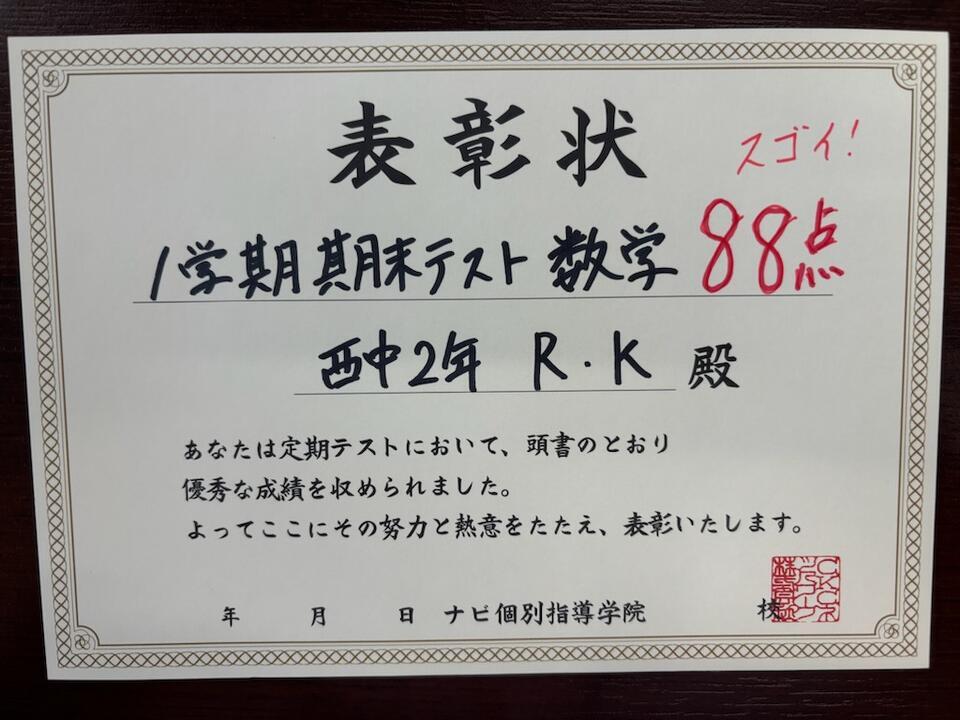 表彰状
スゴイ!
1学期期末テスト 数学 88点
西中2年 R・K 殿
あなたは定期テストにおいて、頭書のとおり
優秀な成績を収められました。
よってここにその努力と熱意をたたえ、表彰いたします。
年 月 日 ナビ個別指導学院 校